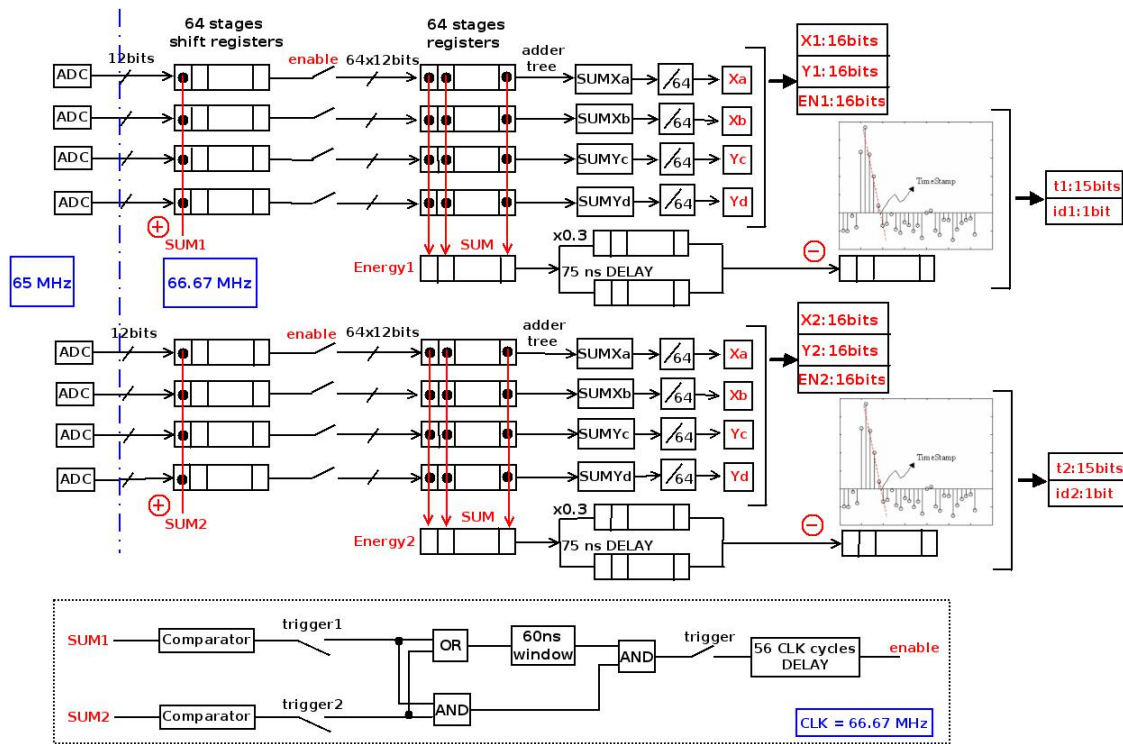 64 stages
shift registers
64 stages
registers
12bits
enable
64x12bits
adder
tree
ADC
SUMXa
/64
Xa
ADC
SUMXb
/64
Xb
ADC
SUMYc
/64
Yc
ADC
SUMYd
/64
Yd
X1:16bits
Y1:16bits
EN1:16bits
TimeStamp
t1:15bits
id1:1bit
+
SUM1
SUM
x0.3
Energy1
75 ns DELAY
−
65 MHz
66.67 MHz
12bits
enable
64x12bits
adder
tree
ADC
SUMXa
/64
Xa
ADC
SUMXb
/64
Xb
ADC
SUMYc
/64
Yc
ADC
SUMYd
/64
Yd
X2:16bits
Y2:16bits
EN2:16bits
TimeStamp
t2:15bits
id2:1bit
+
SUM2
SUM
x0.3
Energy2
75 ns DELAY
−
SUM1
Comparator
trigger1
OR
60ns
window
AND
trigger
56 CLK cycles
DELAY
enable
SUM2
Comparator
trigger2
AND
CLK = 66.67 MHz